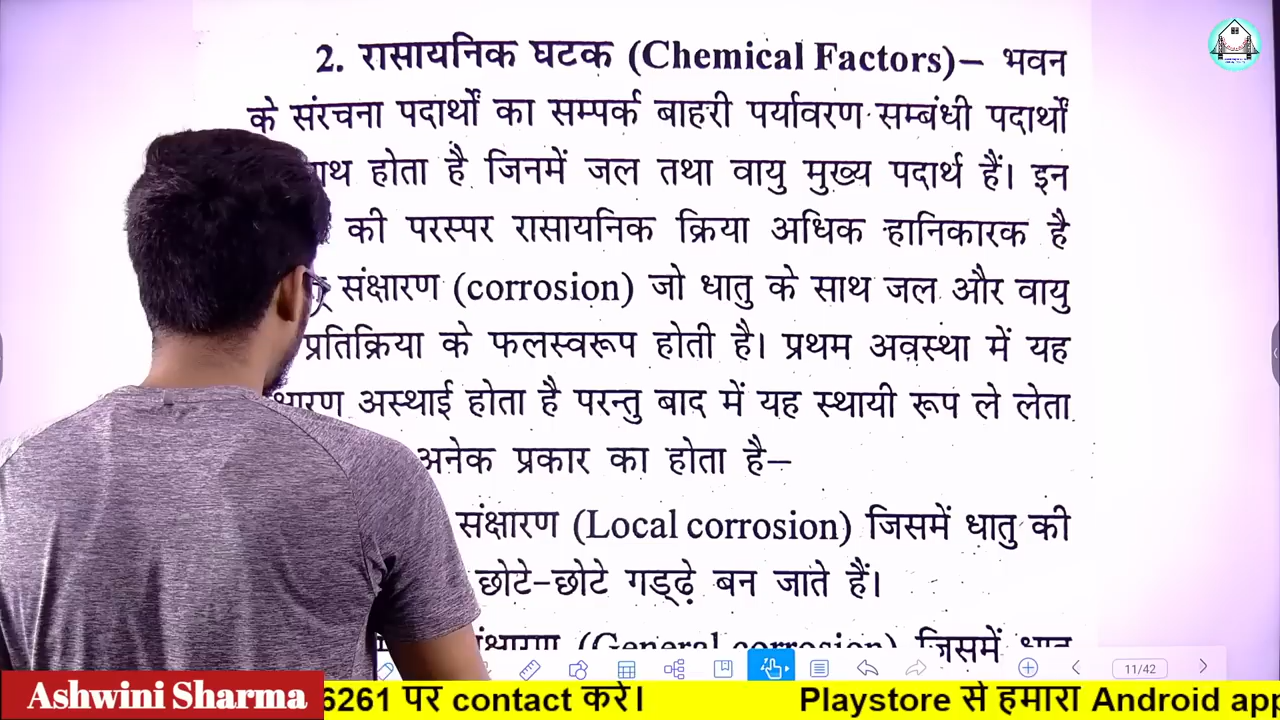 2. रासायनिक घटक (Chemical Factors)– भवन
के संरचना पदार्थों का सम्पर्क बाहरी पर्यावरण सम्बंधी पदार्थों
होता है जिनमें जल तथा वायु मुख्य पदार्थ हैं। इन
की परस्पर रासायनिक क्रिया अधिक हानिकारक है
संक्षारण (corrosion) जो धातु के साथ जल और वायु
प्रतिक्रिया के फलस्वरूप होती है। प्रथम अवस्था में यह
अस्थाई होता है परन्तु बाद में यह स्थायी रूप ले लेता
अनेक प्रकार का होता है–
संक्षारण (Local corrosion) जिसमें धातु की
छोटे-छोटे गड्ढ़े बन जाते हैं।
(General corrosion) जिसमें
11/42
Ashwini Sharma
6261 पर contact करें।
Playstore से हमारा Android app